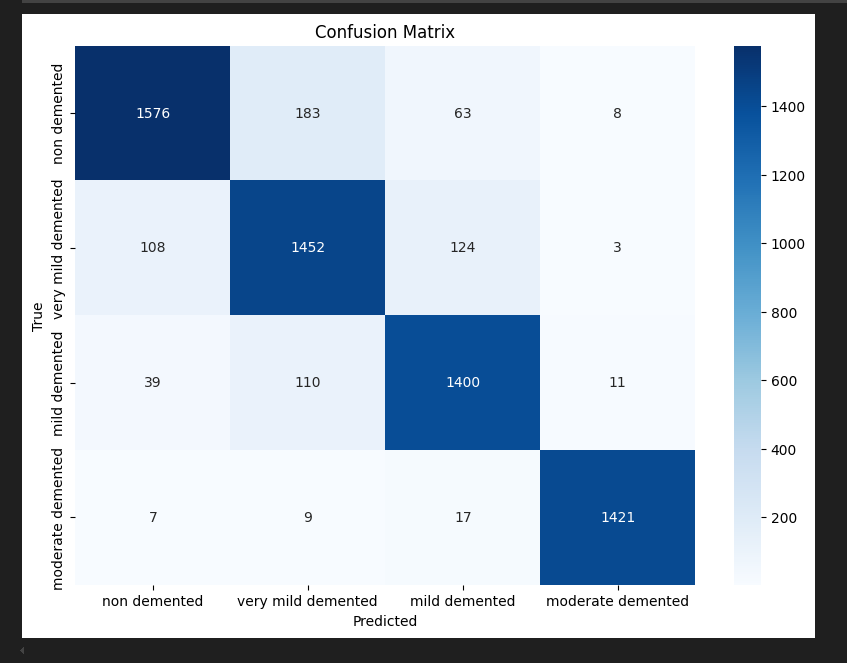 Confusion Matrix
non demented 1576 183 63 8
very mild demented 108 1452 124 3
mild demented 39 110 1400 11
moderate demented 7 9 17 1421
True
non demented very mild demented mild demented moderate demented
Predicted
1400
1200
1000
800
600
400
200